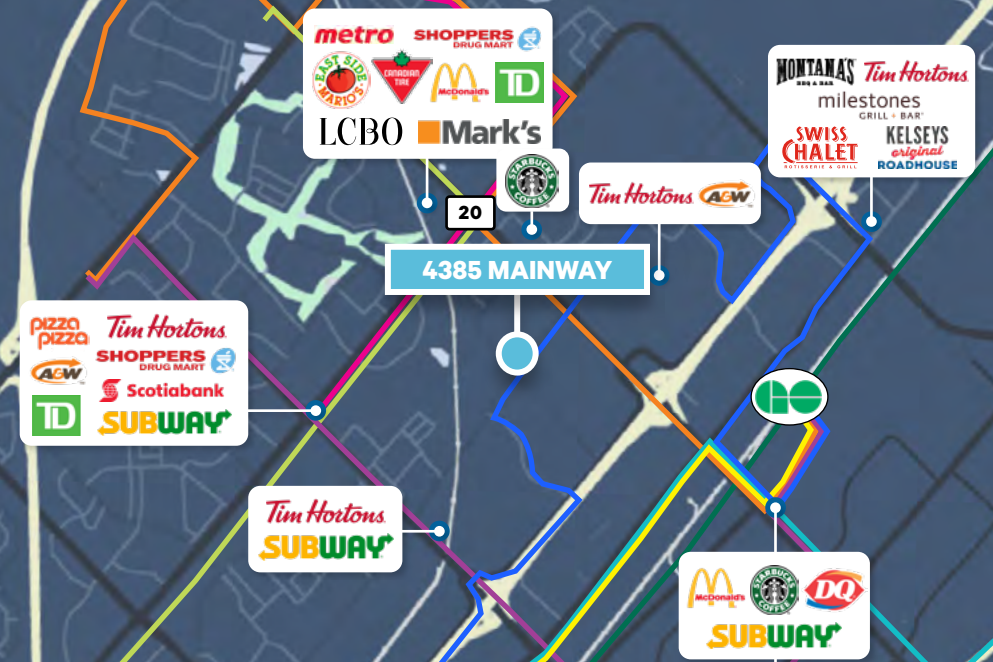 metro SHOPPERS DRUG MART
EAST SIDE MARIO'S CANADIAN TIRE McDonald's TD
LCBO Mark's
STARBUCKS COFFEE
20
Tim Hortons A&W
MONTANA'S BBQ & BAR Tim Hortons
milestones
GRILL + BAR
SWISS CHALET ROTISSERIE & GRILL KELSEYS original ROADHOUSE
4385 MAINWAY
pizza pizza Tim Hortons
A&W SHOPPERS DRUG MART
Scotiabank
TD SUBWAY
GO
Tim Hortons
SUBWAY
McDonald's STARBUCKS COFFEE DQ
SUBWAY